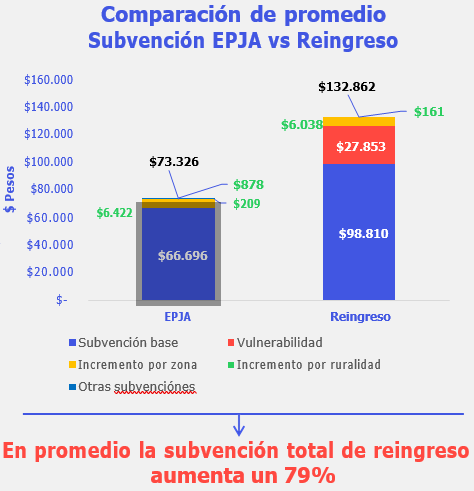 Comparación de promedio
Subvención EPJA vs Reingreso
$ Pesos
$160.000
$140.000
$120.000
$100.000
$80.000
$60.000
$40.000
$20.000
$-
$73.326
$878
$209
$6.422
$66.696
$132.862
$161
$6.038
$27.853
$98.810
EPJA
Reingreso
Subvención base
Vulnerabilidad
Incremento por zona
Incremento por ruralidad
Otras subvenciónes
En promedio la subvención total de reingreso
aumenta un 79%